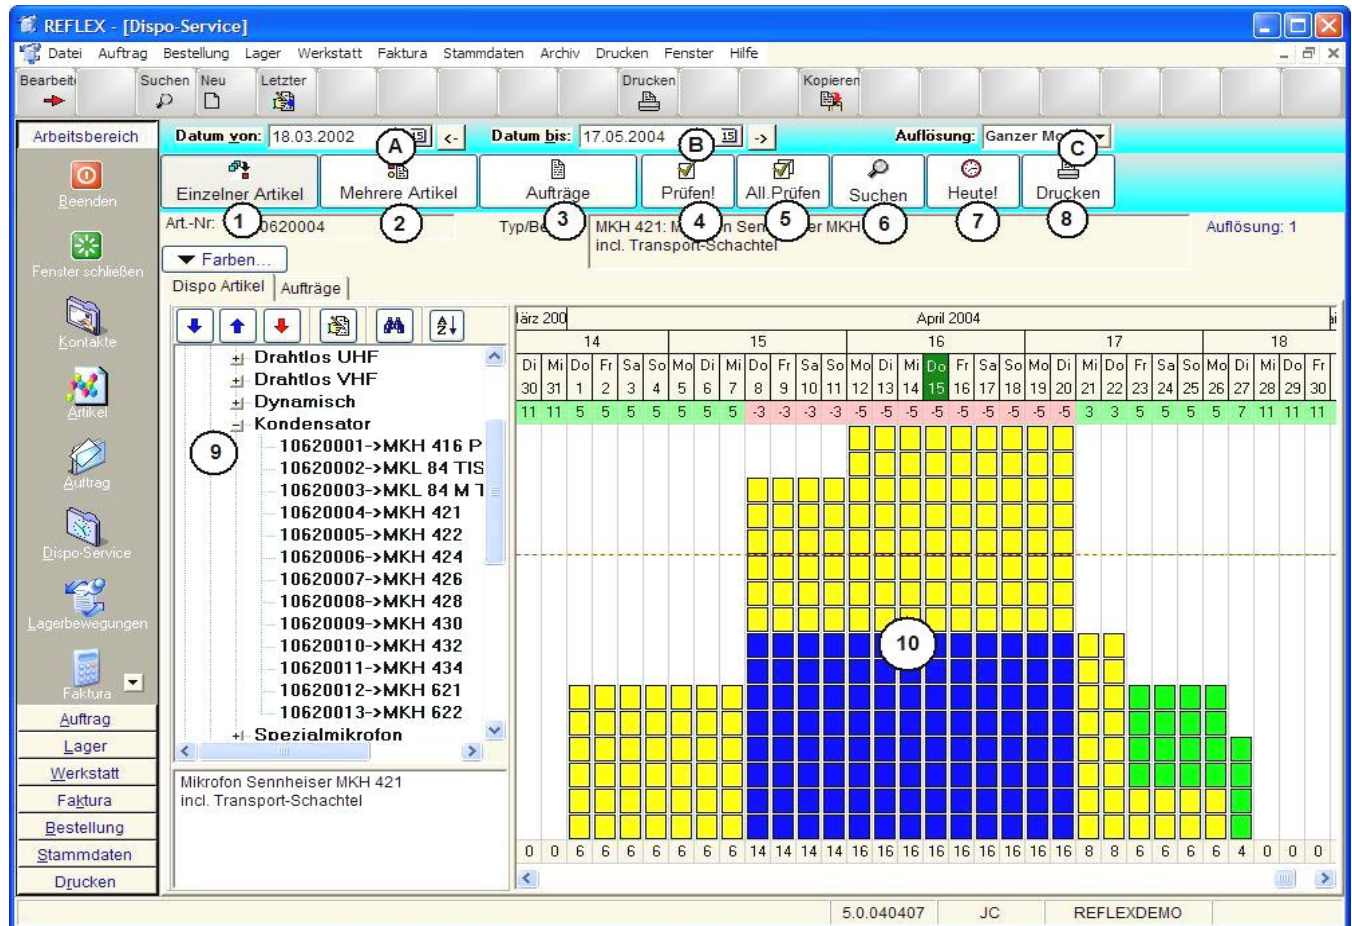 REFLEX - [Dispo-Service]
Datei Auftrag Bestellung Lager Werkstatt Faktura Stammdaten Archiv Drucken Fenster Hilfe
Suchen Neu Letzter Drucken Kopieren
Arbeitsbereich
Datum von: 18.03.2002 15 <- Datum bis: 17.05.2004 15 -> Auflösung: Ganzer
A B C
Einzelner Artikel Mehrere Artikel Aufträge Prüfen! All.Prüfen Suchen Heute! Drucken
1 2 3 4 5 6 7 8
Art.-Nr: 0620004 MKH 421: Auflösung: 1
incl. Transport-Schachtel
Farben...
Dispo Artikel Aufträge
Beenden
Fenster schließen
Kontakte
Artikel
Auftrag
Dispo-Service
Lagerbewegungen
Faktura
Auftrag
Lager
Werkstatt
Faktura
Bestellung
Stammdaten
Drucken
Drahtlos UHF
Drahtlos VHF
Dynamisch
Kondensator
9
10620001->MKH 416 P
10620002->MKL 84 TIS
10620003->MKL 84 M T
10620004->MKH 421
10620005->MKH 422
10620006->MKH 424
10620007->MKH 426
10620008->MKH 428
10620009->MKH 430
10620010->MKH 432
10620011->MKH 434
10620012->MKH 621
10620013->MKH 622
Spezialmikrofon
Mikrofon Sennheiser MKH 421
incl. Transport-Schachtel
ärz 200 April 2004
14 15 16 17 18
Di Mi Do Fr Sa So Mo Di Mi Do Fr Sa So Mo Di Mi Do Fr Sa So Mo Di Mi Do Fr Sa So Mo Di Mi Do Fr
30 31 1 2 3 4 5 6 7 8 9 10 11 12 13 14 15 16 17 18 19 20 21 22 23 24 25 26 27 28 29 30
11 11 5 5 5 5 5 5 5 -3 -3 -3 -3 -5 -5 -5 -5 -5 -5 -5 -5 -5 3 3 5 5 5 5 7 11 11 11
10
0 0 6 6 6 6 6 6 6 14 14 14 14 16 16 16 16 16 16 16 16 16 8 8 6 6 6 6 4 0 0 0
5.0.040407 JC REFLEXDEMO